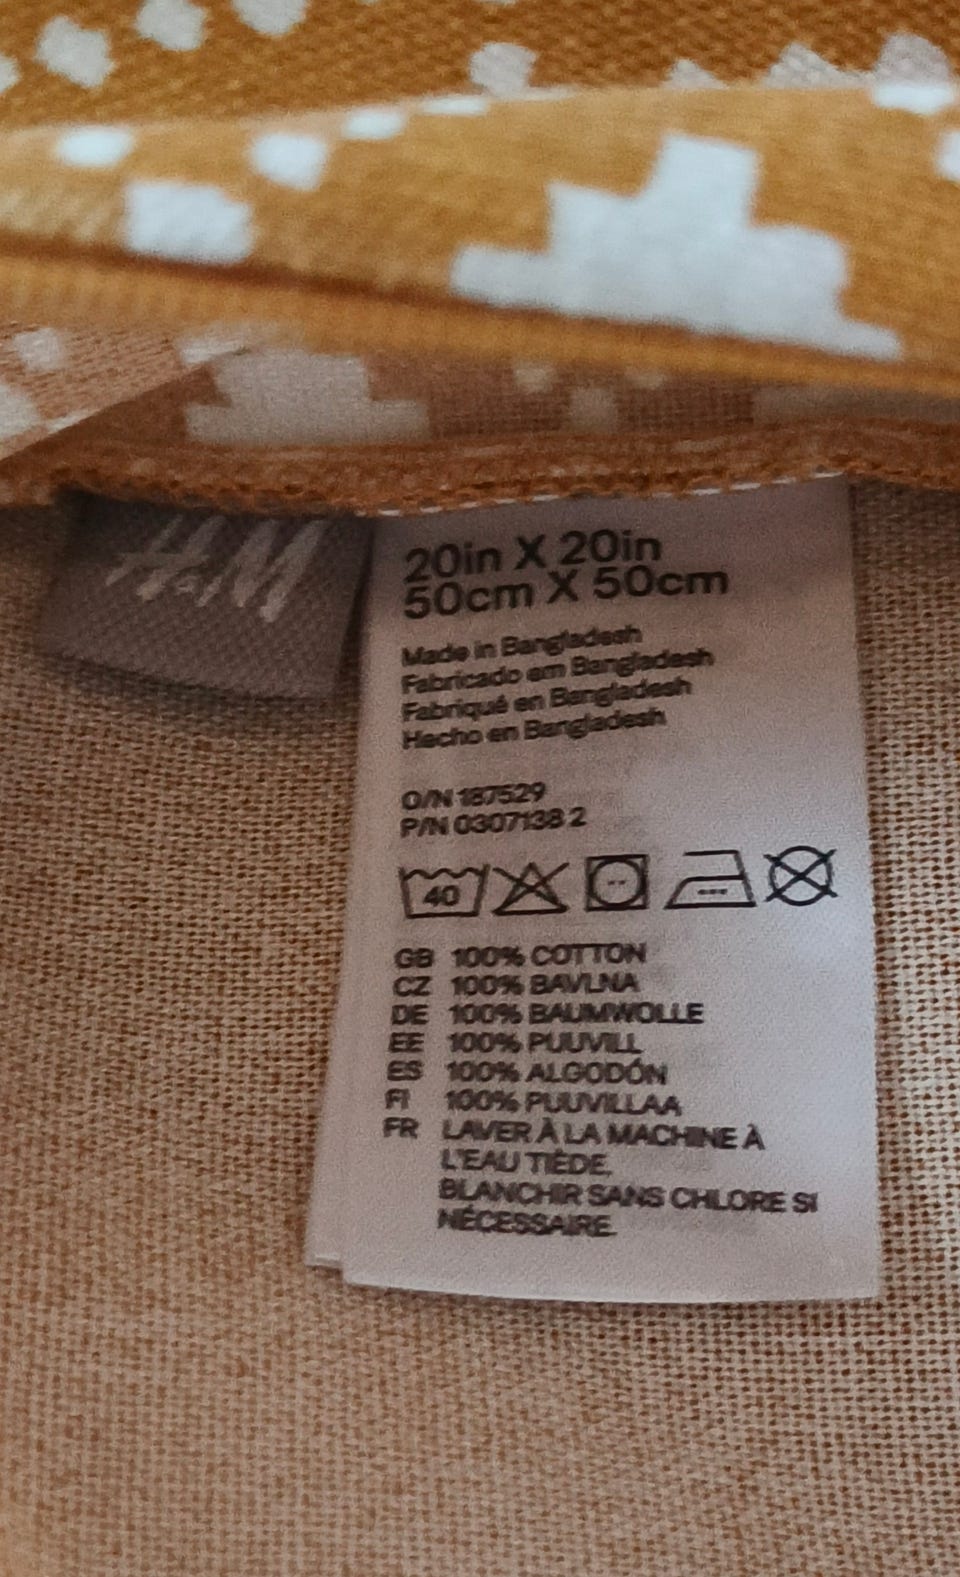 H&M
20in X 20in
50cm X 50cm
Made in Bangladesh
Fabricado em Bangladesh
Fabriqué en Bangladesh
Hecho en Bangladesh
O/N 187529
P/N 0307138 2
40
GB 100% COTTON
CZ 100% BAVLNA
DE 100% BAUMWOLLE
EE 100% PUUVILL
ES 100% ALGODÓN
FI 100% PUUVILLAA
FR LAVER À LA MACHINE À
L'EAU TIÈDE.
BLANCHIR SANS CHLORE SI
NÉCESSAIRE.